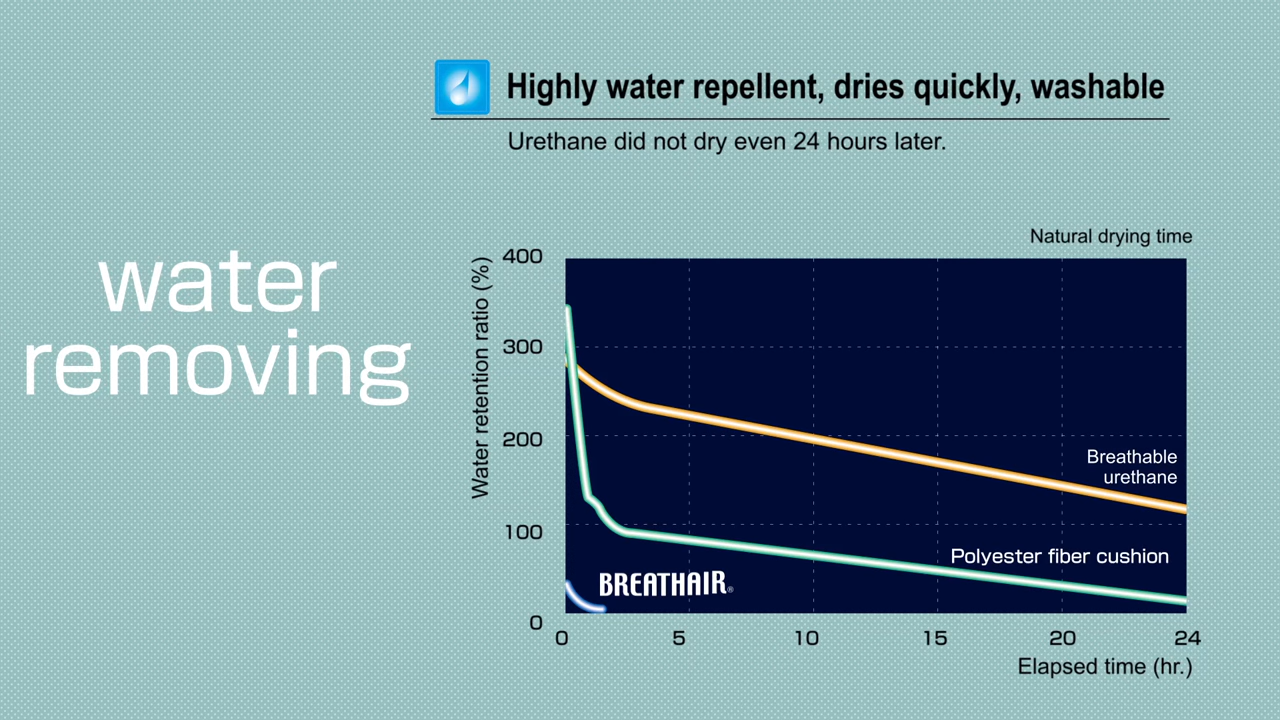 Highly water repellent, dries quickly, washable
Urethane did not dry even 24 hours later.
water
removing
Natural drying time
Water retention ratio (%)
400
300
200
100
0
Breathable
urethane
Polyester fiber cushion
BREATHAIR®
0 5 10 15 20 24
Elapsed time (hr.)